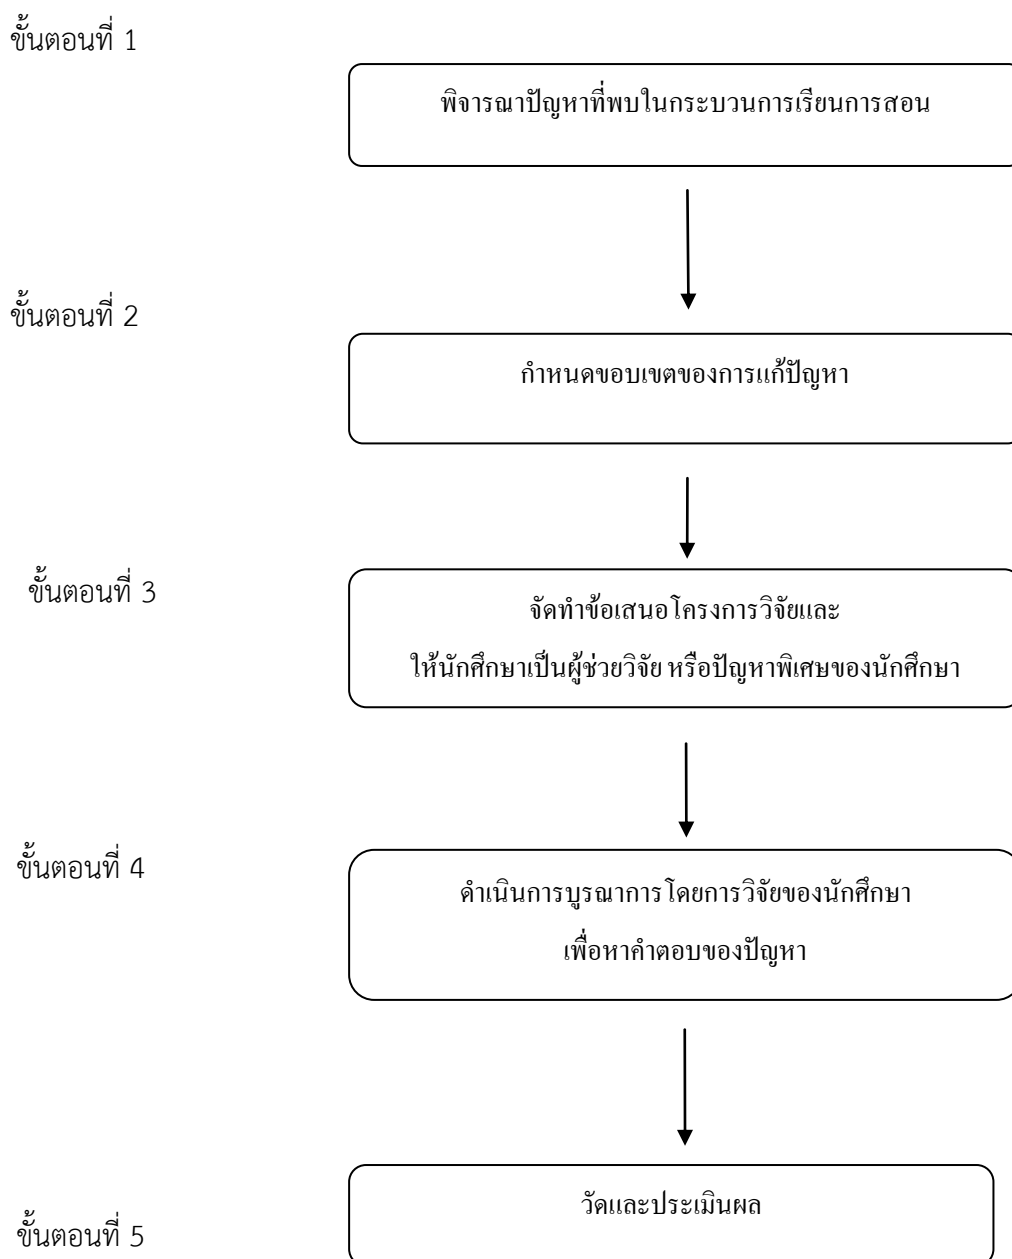 ขั้นตอนที่ 1
พิจารณาปัญหาที่พบในกระบวนการเรียนการสอน
ขั้นตอนที่ 2
กำหนดขอบเขตของการแก้ปัญหา
ขั้นตอนที่ 3
จัดทำข้อเสนอโครงการวิจัยและ
ให้นักศึกษาเป็นผู้ช่วยวิจัย หรือปัญหาพิเศษของนักศึกษา
ขั้นตอนที่ 4
ดำเนินการบูรณาการโดยการวิจัยของนักศึกษา
เพื่อหาคำตอบของปัญหา
วัดและประเมินผล
ขั้นตอนที่ 5